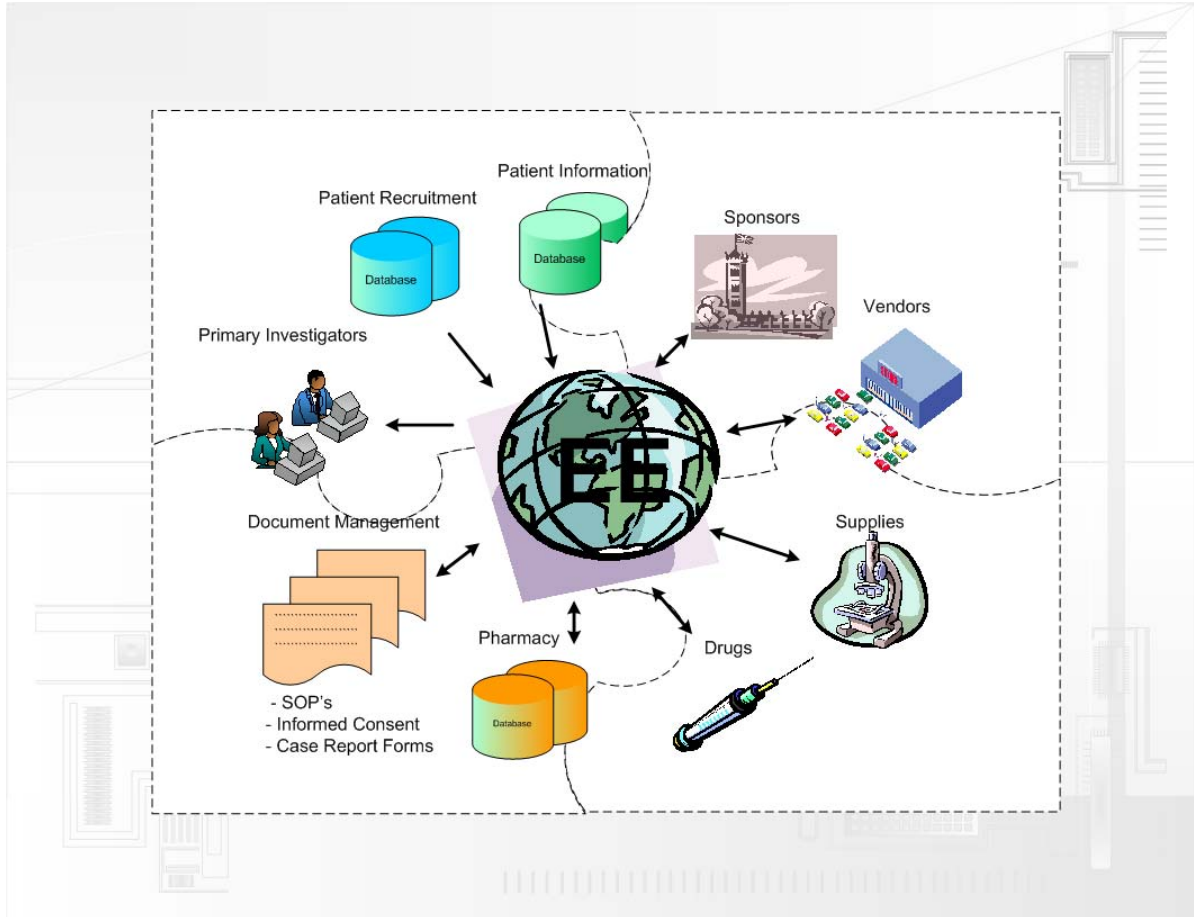 Patient Information
Patient Recruitment
Sponsors
Database
Database
Vendors
Primary Investigators
EE
Document Management
Supplies
Pharmacy
Drugs
- SOP's
- Informed Consent
- Case Report Forms
Database